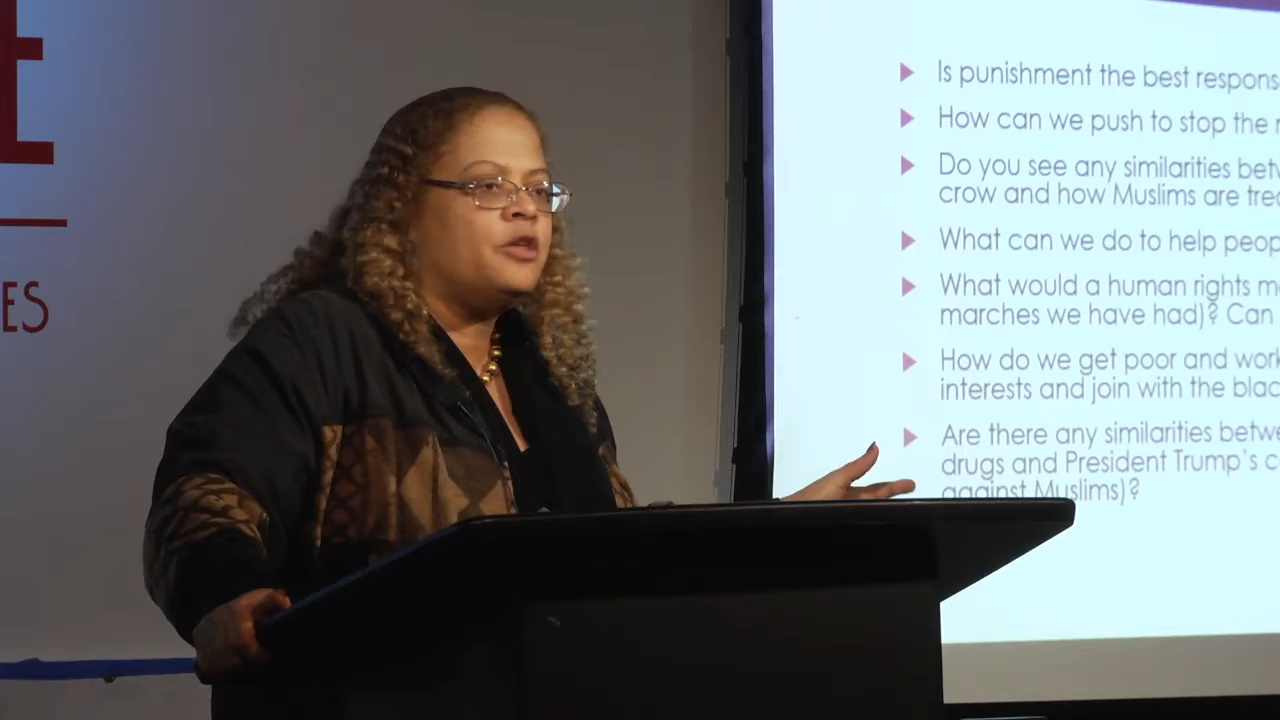 E
ES
Is punishment the best respons
How can we push to stop the
Do you see any similarities betw
crow and how Muslims are trea
What can we do to help peop
What would a human rights m
marches we have had)? Can
How do we get poor and work
interests and join with the blac
Are there any similarities betwe
drugs and President Trump's c
against Muslims)?